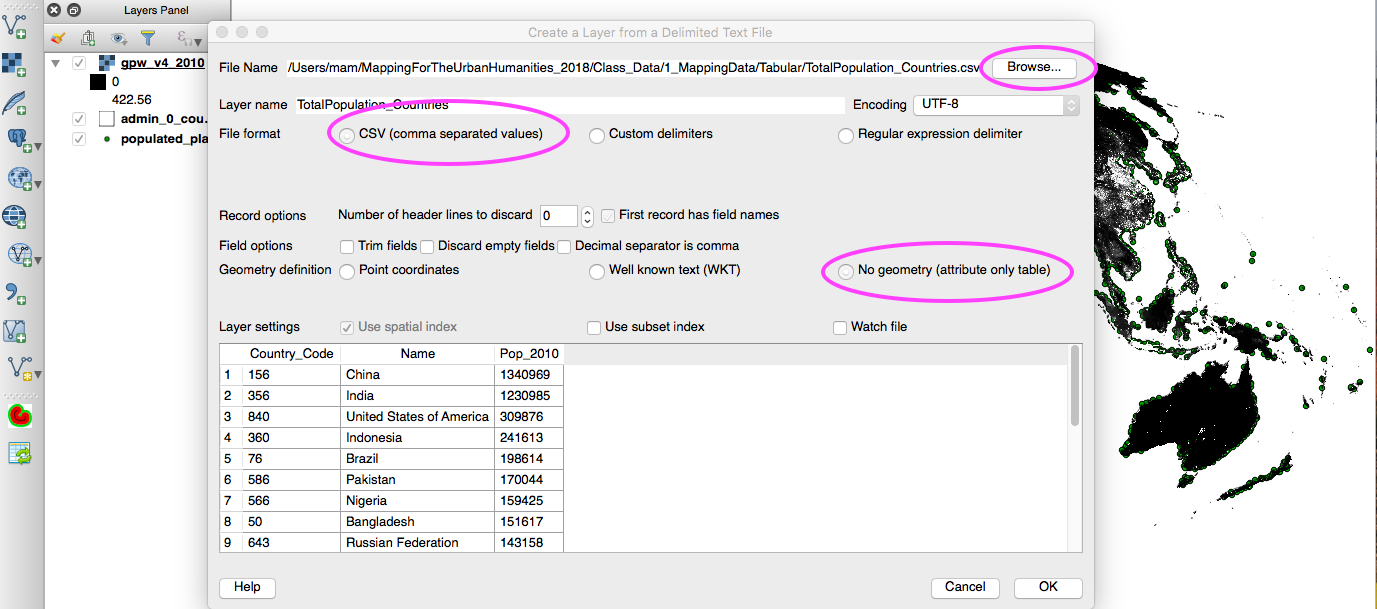 Layers Panel
gpw_v4_2010
0
422.56
admin_0_cou.
populated_pla
Create a Layer from a Delimited Text File
File Name /Users/mam/MappingForTheUrbanHumanities_2018/Class_Data/1_MappingData/Tabular/TotalPopulation_Countries.csv Browse...
Layer name TotalPopulation_Countries Encoding UTF-8
File format CSV (comma separated values) Custom delimiters Regular expression delimiter
Record options Number of header lines to discard 0 First record has field names
Field options Trim fields Discard empty fields Decimal separator is comma
Geometry definition Point coordinates Well known text (WKT) No geometry (attribute only table)
Layer settings Use spatial index Use subset index Watch file
Country_Code Name Pop_2010
1 156 China 1340969
2 356 India 1230985
3 840 United States of America 309876
4 360 Indonesia 241613
5 76 Brazil 198614
6 586 Pakistan 170044
7 566 Nigeria 159425
8 50 Bangladesh 151617
9 643 Russian Federation 143158
Help Cancel OK